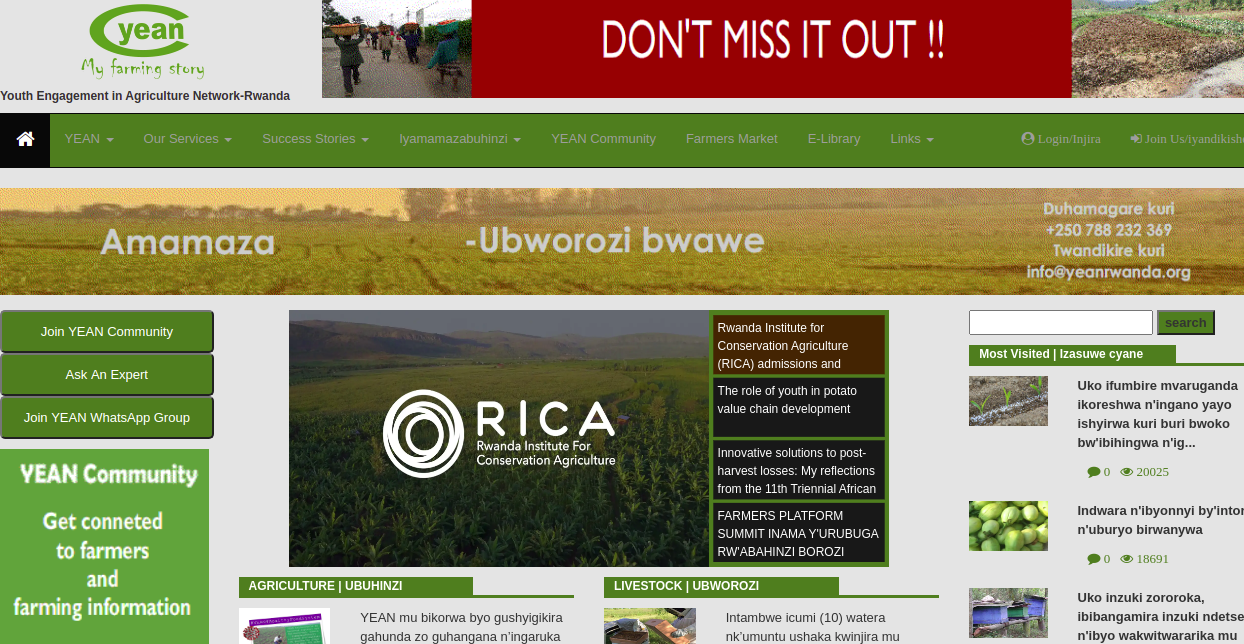 yean
My farming story
Youth Engagement in Agriculture Network-Rwanda
DON'T MISS IT OUT !!
YEAN
Our Services
Success Stories
Iyamamazabuhinzi
YEAN Community
Farmers Market
E-Library
Links
Login/Injira
Join Us/iyandikish
Amamaza -Ubworozi bwawe
Duhamagare kuri
+250 788 232 369
Twandikire kuri
info@yeanrwanda.org
Join YEAN Community
Ask An Expert
Join YEAN WhatsApp Group
YEAN Community
Get conneted
to farmers
and
farming information
RICA
Rwanda Institute For
Conservation Agriculture
Rwanda Institute for
Conservation Agriculture
(RICA) admissions and
The role of youth in potato
value chain development
Innovative solutions to post-
harvest losses: My reflections
from the 11th Triennial African
FARMERS PLATFORM
SUMMIT INAMA Y'URUBUGA
RW'ABAHINZI BOROZI
AGRICULTURE | UBUHINZI
YEAN mu bikorwa byo gushyigikira
gahunda zo guhangana n'ingaruka
LIVESTOCK | UBWOROZI
Intambwe icumi (10) watera
nk'umuntu ushaka kwinjira mu
search
Most Visited | Izasuwe cyane
Uko ifumbire mvaruganda
ikoreshwa n'ingano yayo
ishyirwa kuri buri bwoko
bw'ibihingwa n'ig...
0 20025
Indwara n'ibyonnyi by'intor
n'uburyo birwanywa
0 18691
Uko inzuki zororoka,
ibibangamira inzuki ndetse
n'ibyo wakwitwararika mu